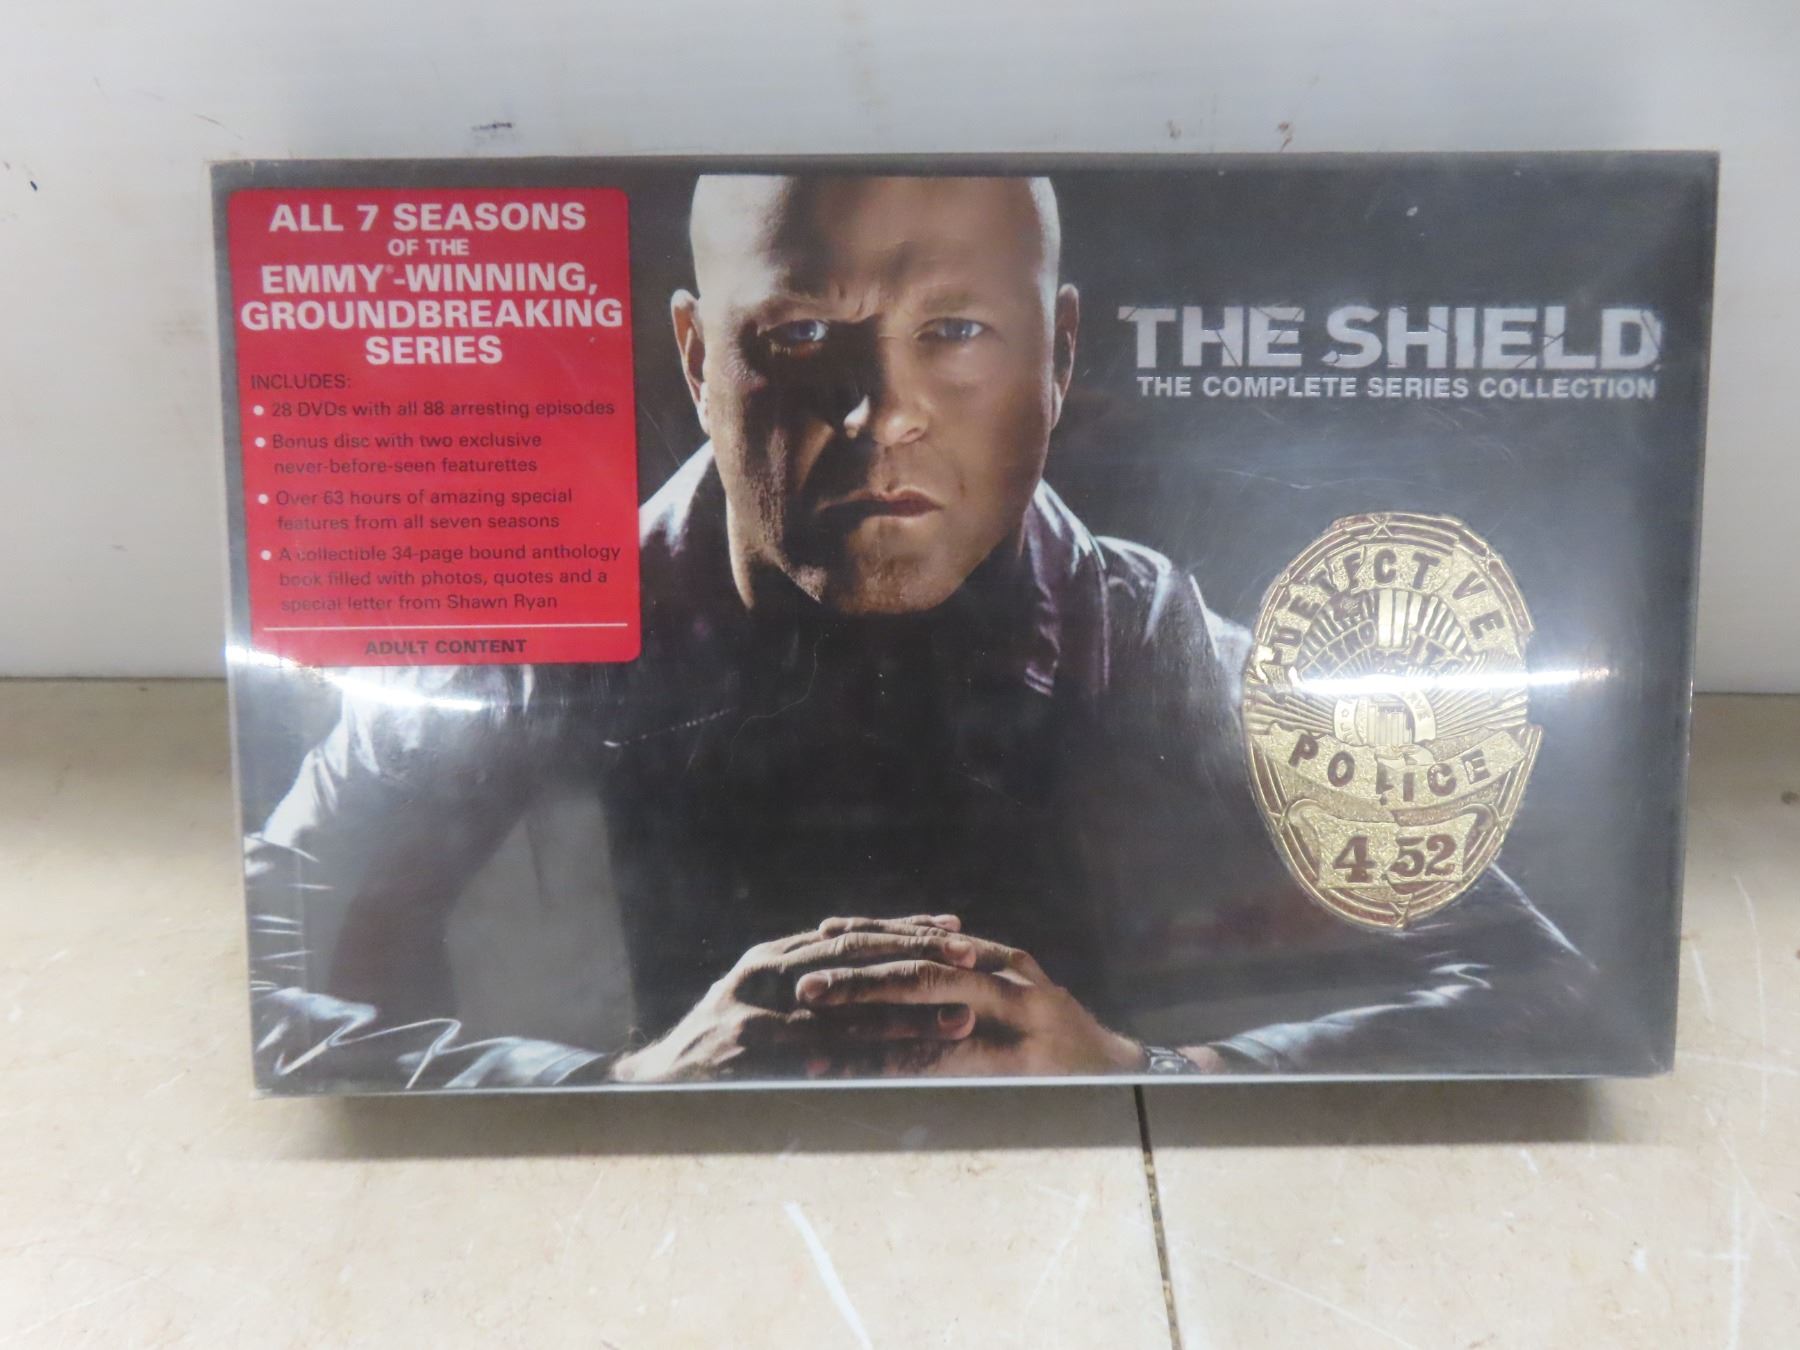 ALL 7 SEASONS
OF THE
EMMY®-WINNING,
GROUNDBREAKING
SERIES
INCLUDES:
• 28 DVDs with all 88 arresting episodes
• Bonus disc with two exclusive
never-before-seen featurettes
• Over 63 hours of amazing special
features from all seven seasons
• A collectible 34-page bound anthology
book filled with photos, quotes and a
special letter from Shawn Ryan
ADULT CONTENT
THE SHIELD
THE COMPLETE SERIES COLLECTION
DETECTIVE
POLICE
452